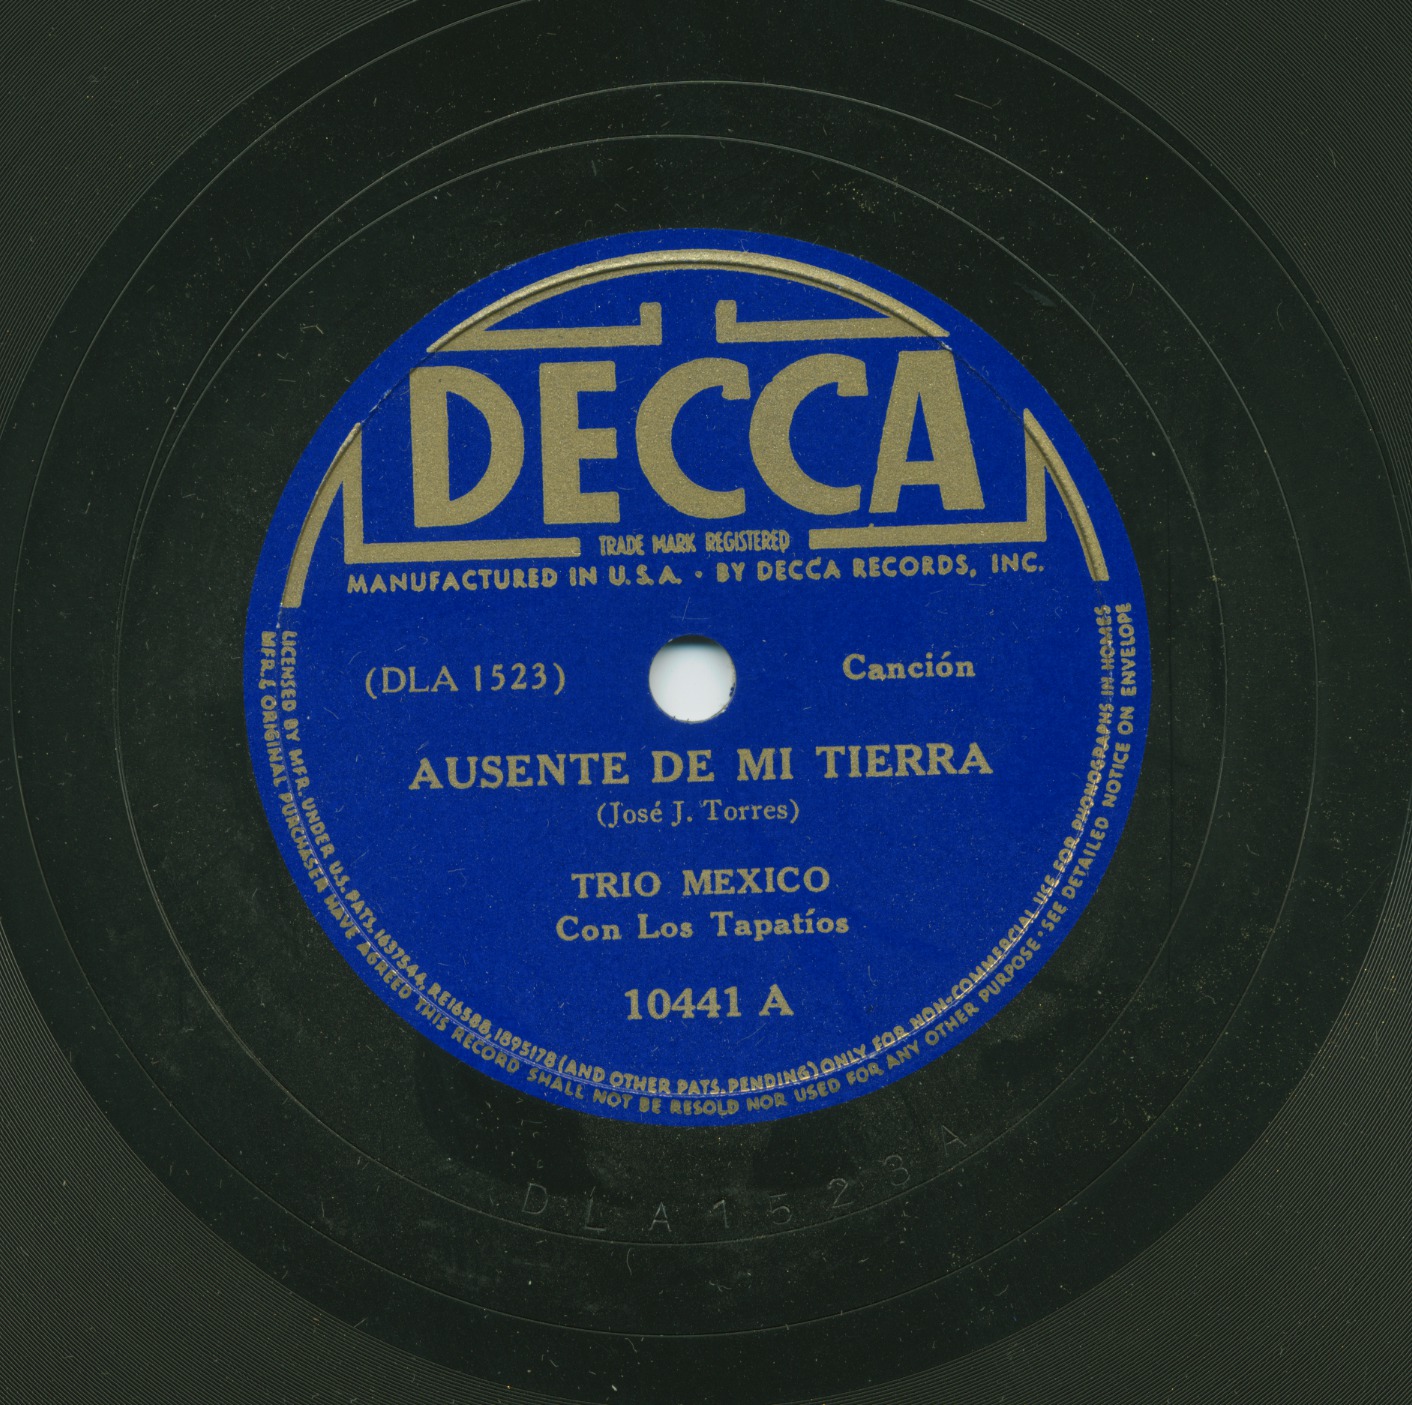 DECCA
TRADE MARK REGISTERED
MANUFACTURED IN U.S.A. · BY DECCA RECORDS, INC.
(DLA 1523)
Canción
AUSENTE DE MI TIERRA
(José J. Torres)
TRIO MEXICO
Con Los Tapatíos
10441 A
LICENSED BY MFR. UNDER U.S. PATS. 1637544, RE16588, 1895178 (AND OTHER PATS. PENDING) ONLY FOR NON-COMMERCIAL USE FOR PHONOGRAPHS IN HOMES
MFR. & ORIGINAL PURCHASER HAVE AGREED THIS RECORD SHALL NOT BE RESOLD NOR USED FOR ANY OTHER PURPOSE · SEE DETAILED NOTICE ON ENVELOPE
DLA1523 A